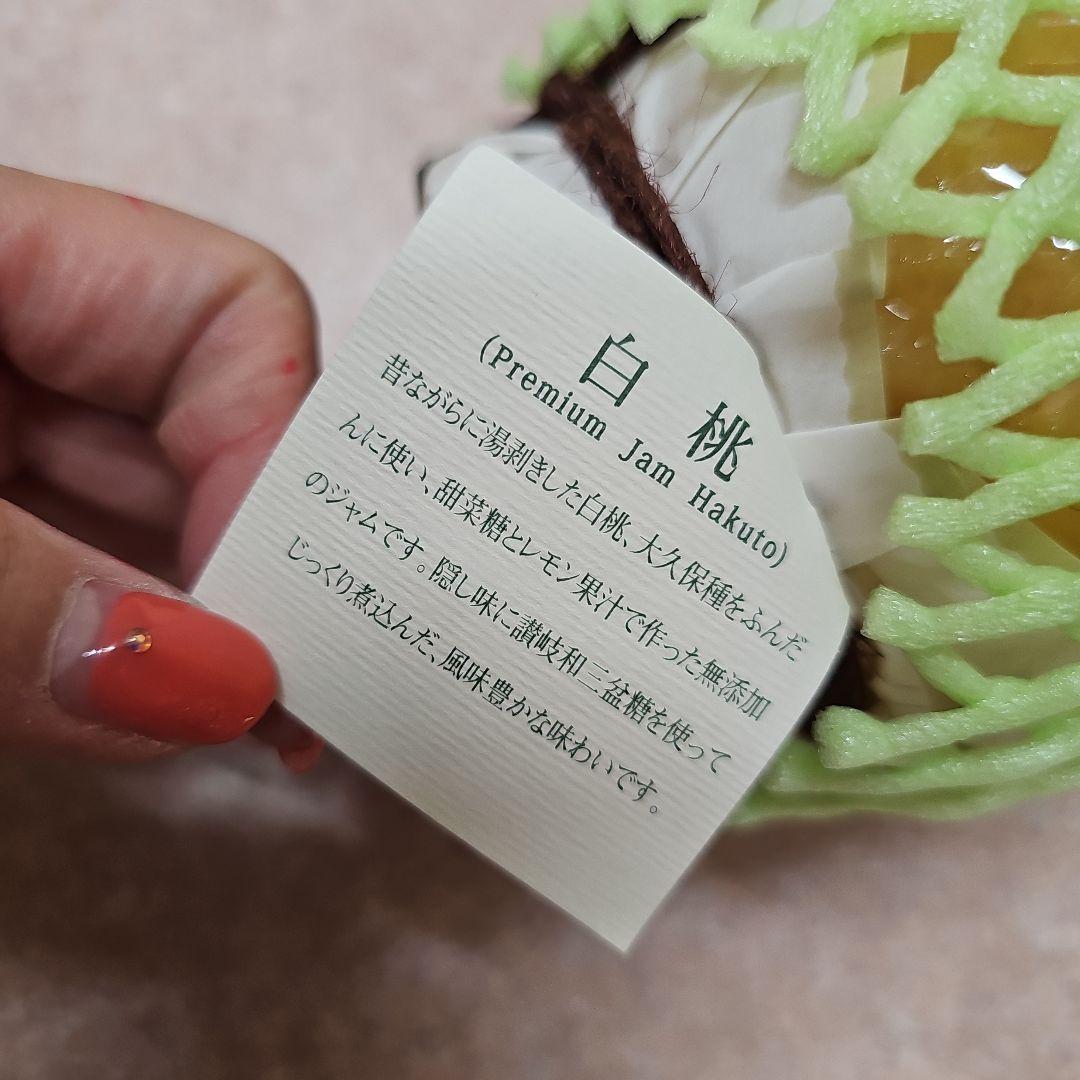 白 桃
(Premium Jam Hakuto)
昔ながらに湯剥きした白桃、大久保種をふんだ
んに使い、甜菜糖とレモン果汁で作った無添加
のジャムです。隠し味に讃岐和三盆糖を使って
じっくり煮込んだ、風味豊かな味わいです。